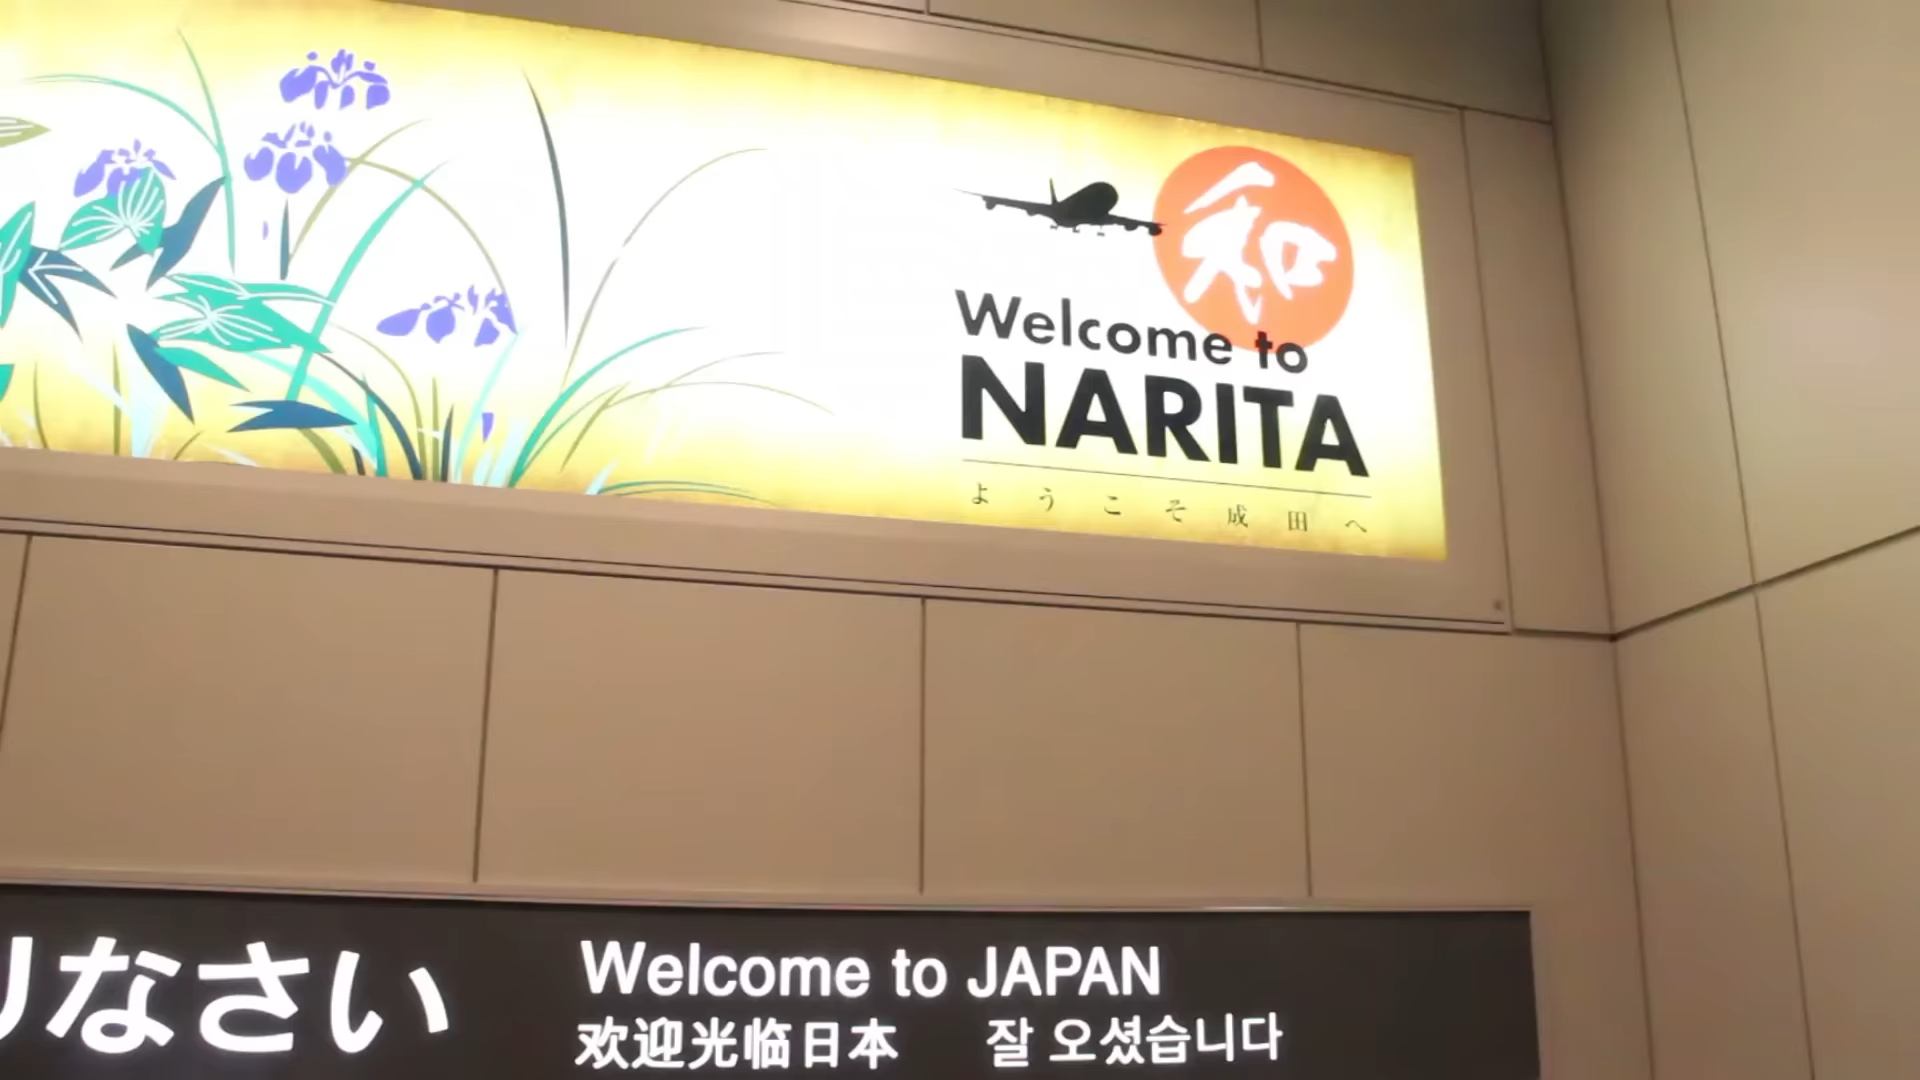 和
Welcome to
NARITA
ようこそ成田へ
りなさい
Welcome to JAPAN
欢迎光临日本 잘 오셨습니다